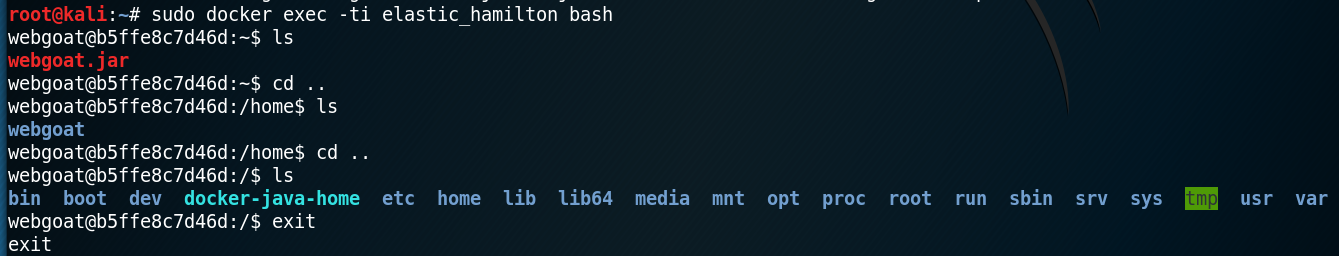 root@kali:~# sudo docker exec -ti elastic_hamilton bash
webgoat@b5ffe8c7d46d:~$ ls
webgoat.jar
webgoat@b5ffe8c7d46d:~$ cd ..
webgoat@b5ffe8c7d46d:/home$ ls
webgoat
webgoat@b5ffe8c7d46d:/home$ cd ..
webgoat@b5ffe8c7d46d:/$ ls
bin boot dev docker-java-home etc home lib lib64 media mnt opt proc root run sbin srv sys tmp usr var
webgoat@b5ffe8c7d46d:/$ exit
exit